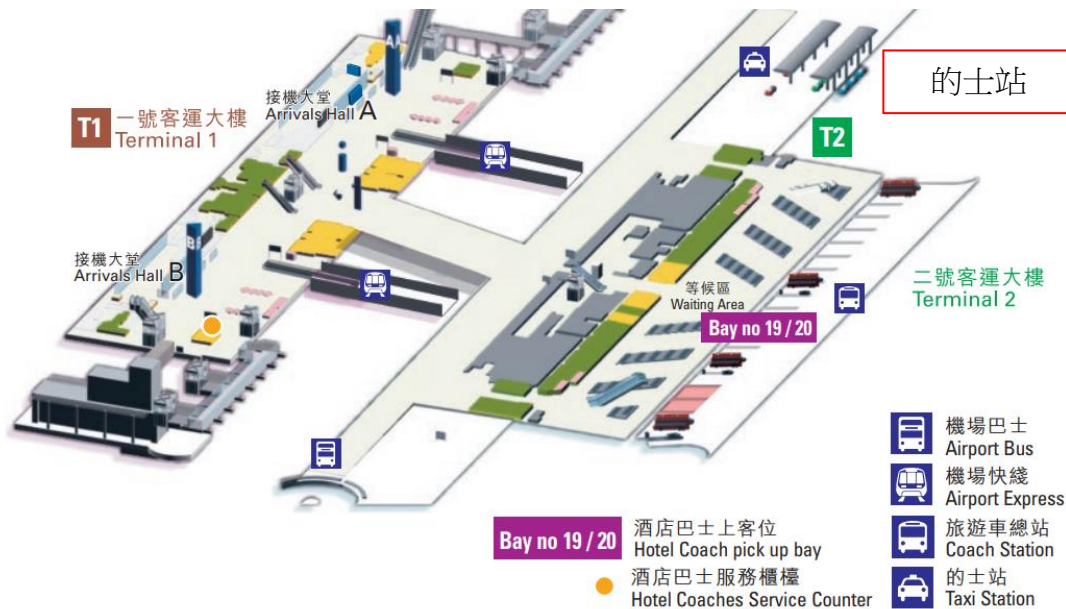 的士站
接機大堂
Arrivals Hall A
T1 一號客運大樓
Terminal 1
T2
接機大堂
Arrivals Hall B
等候區
Waiting Area
Bay no 19 / 20
二號客運大樓
Terminal 2
機場巴士
Airport Bus
機場快綫
Airport Express
Bay no 19 / 20 酒店巴士上客位
Hotel Coach pick up bay
旅遊車總站
Coach Station
酒店巴士服務櫃檯
Hotel Coaches Service Counter
的士站
Taxi Station